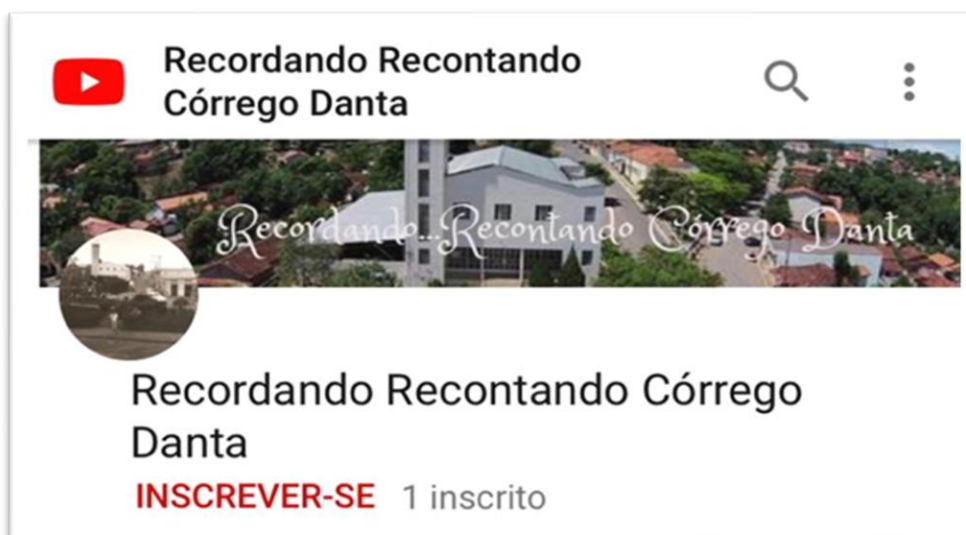 Recordando Recontando
Córrego Danta
Recordando...Recontando Córrego Danta
Recordando Recontando Córrego
Danta
INSCREVER-SE 1 inscrito